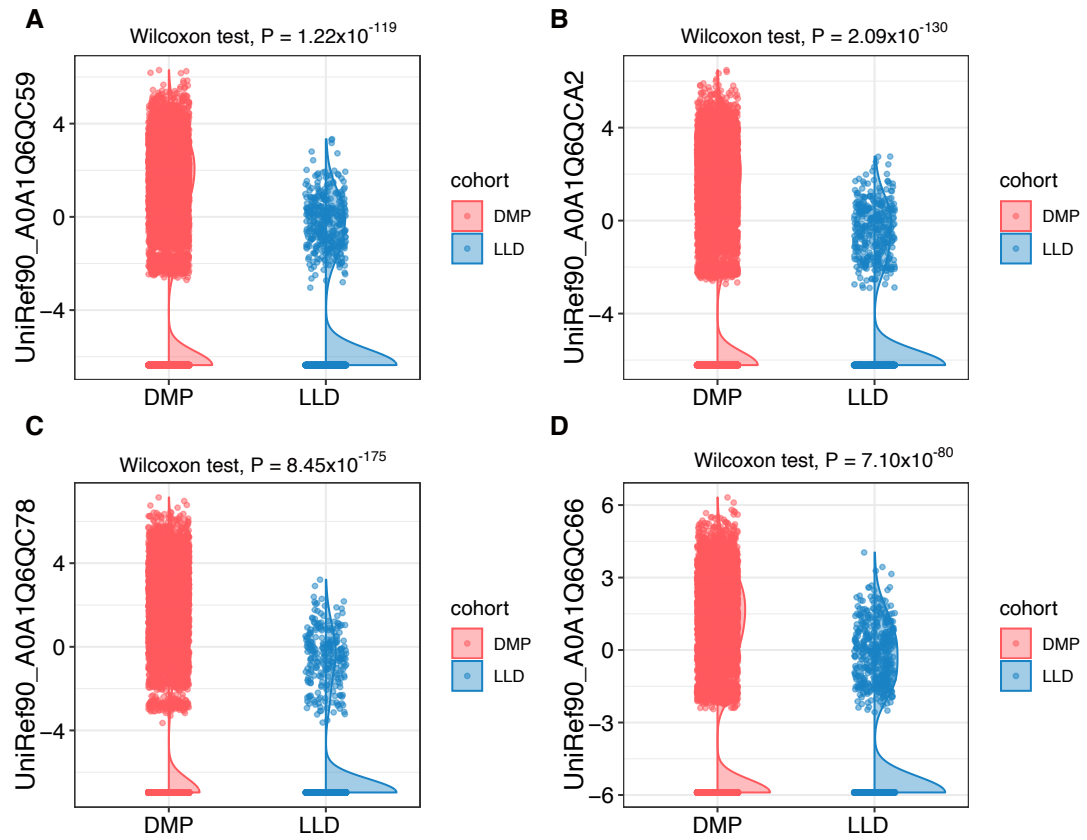 A
Wilcoxon test, P = 1.22x10^-119
UniRef90_A0A1Q6QC59
4
0
−4
DMP
LLD
cohort
DMP
LLD
B
Wilcoxon test, P = 2.09x10^-130
UniRef90_A0A1Q6QCA2
4
0
−4
DMP
LLD
cohort
DMP
LLD
C
Wilcoxon test, P = 8.45x10^-175
UniRef90_A0A1Q6QC78
4
0
−4
DMP
LLD
cohort
DMP
LLD
D
Wilcoxon test, P = 7.10x10^-80
UniRef90_A0A1Q6QC66
6
3
0
−3
−6
DMP
LLD
cohort
DMP
LLD